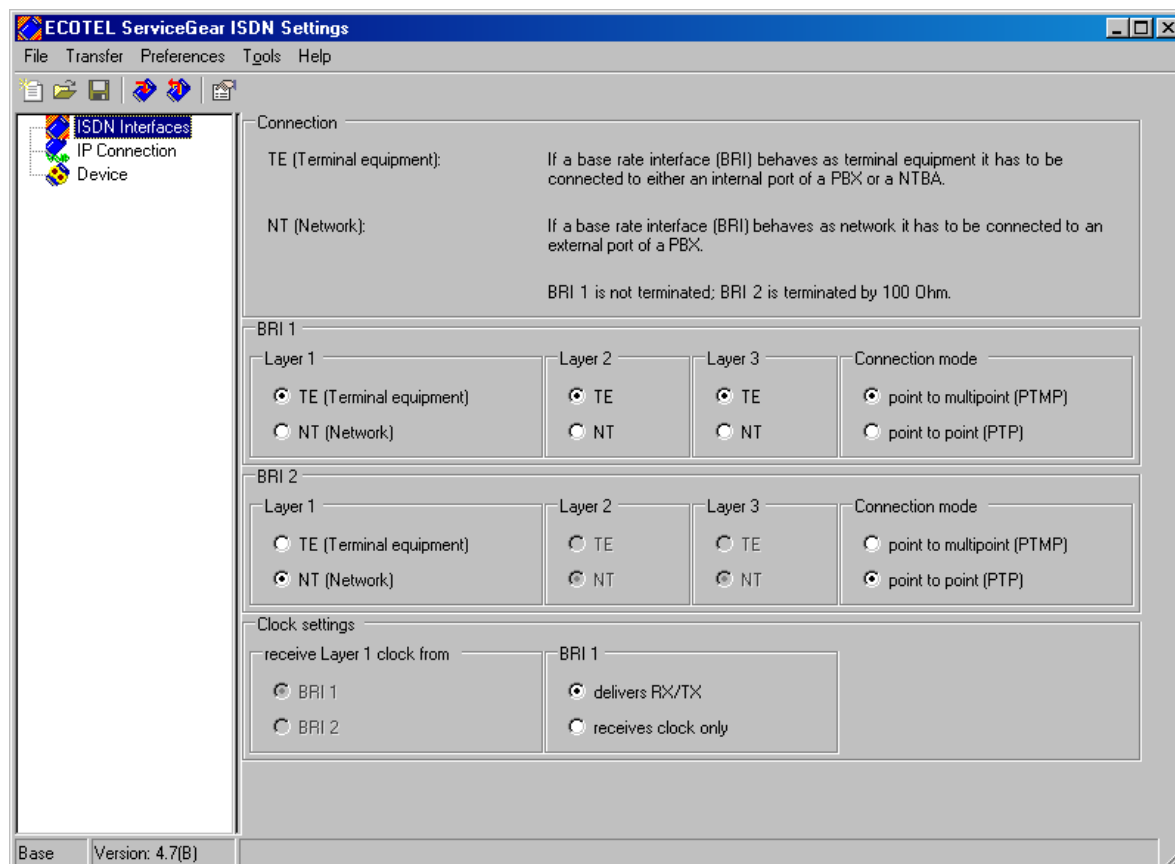 ECOTEL ServiceGear ISDN Settings
File Transfer Preferences Tools Help
ISDN Interfaces
IP Connection
Device
Connection
TE (Terminal equipment):
If a base rate interface (BRI) behaves as terminal equipment it has to be
connected to either an internal port of a PBX or a NTBA.
NT (Network):
If a base rate interface (BRI) behaves as network it has to be connected to an
external port of a PBX.
BRI 1 is not terminated; BRI 2 is terminated by 100 Ohm.
BRI 1
Layer 1
TE (Terminal equipment)
NT (Network)
Layer 2
TE
NT
Layer 3
TE
NT
Connection mode
point to multipoint (PTMP)
point to point (PTP)
BRI 2
Layer 1
TE (Terminal equipment)
NT (Network)
Layer 2
TE
NT
Layer 3
TE
NT
Connection mode
point to multipoint (PTMP)
point to point (PTP)
Clock settings
receive Layer 1 clock from
BRI 1
BRI 2
BRI 1
delivers RX/TX
receives clock only
Base
Version: 4.7(B)